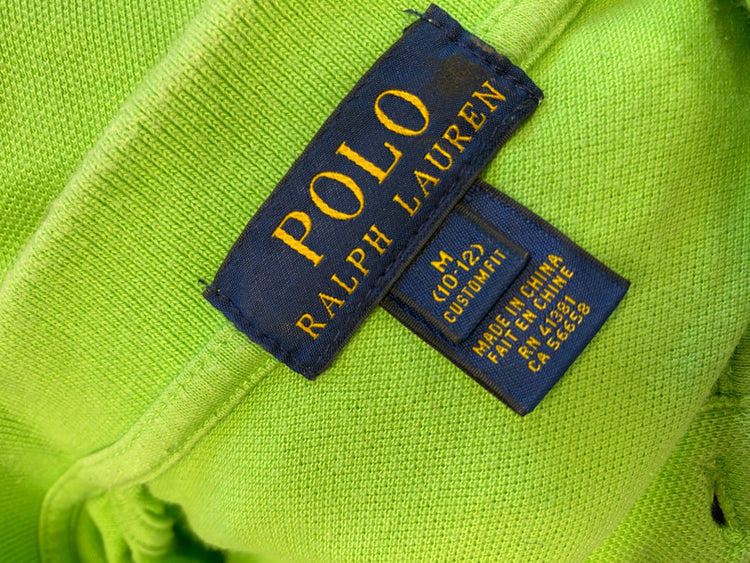 POLO
RALPH LAUREN
M
(10-12)
CUSTOM FIT
MADE IN CHINA
FAIT EN CHINE
RN 41381
CA 56658